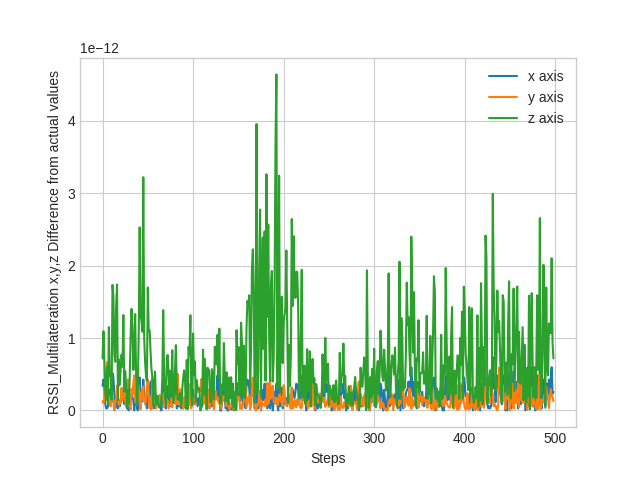 1e−12
RSSI_Multilateration x,y,z Difference from actual values
4
3
2
1
0
x axis
y axis
z axis
0 100 200 300 400 500
Steps